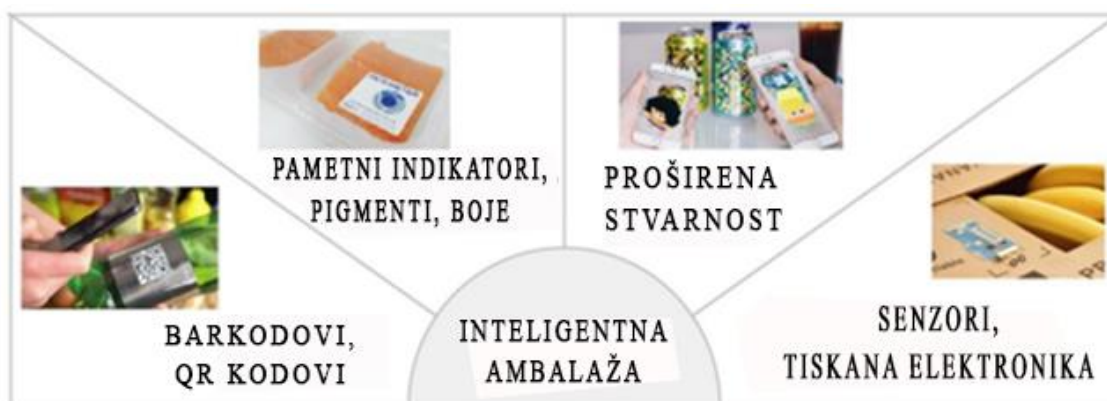 PAMETNI INDIKATORI,
PIGMENTI, BOJE
PROŠIRENA
STVARNOST
BARKODOVI,
QR KODOVI
INTELIGENTNA
AMBALAŽA
SENZORI,
TISKANA ELEKTRONIKA